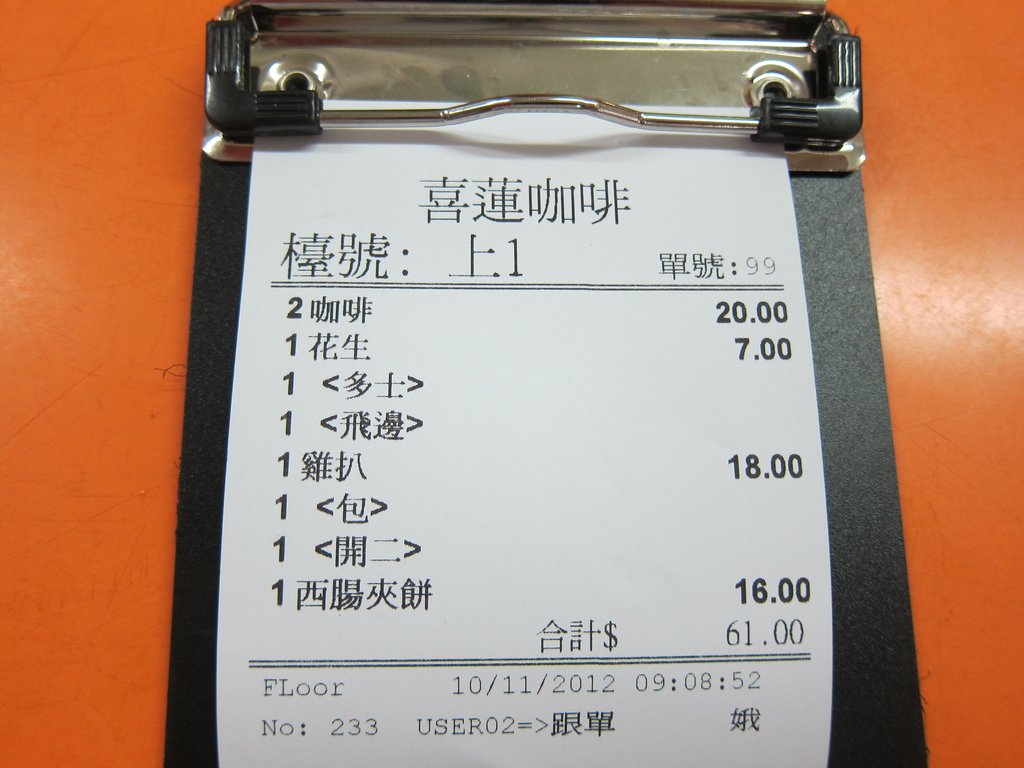 喜蓮咖啡
檯號： 上1 單號:99
2 咖啡 20.00
1 花生 7.00
1 <多士>
1 <飛邊>
1 雞扒 18.00
1 <包>
1 <開二>
1 西腸夾餅 16.00
合計$ 61.00
FLoor 10/11/2012 09:08:52
No: 233 USER02=>跟單 娥